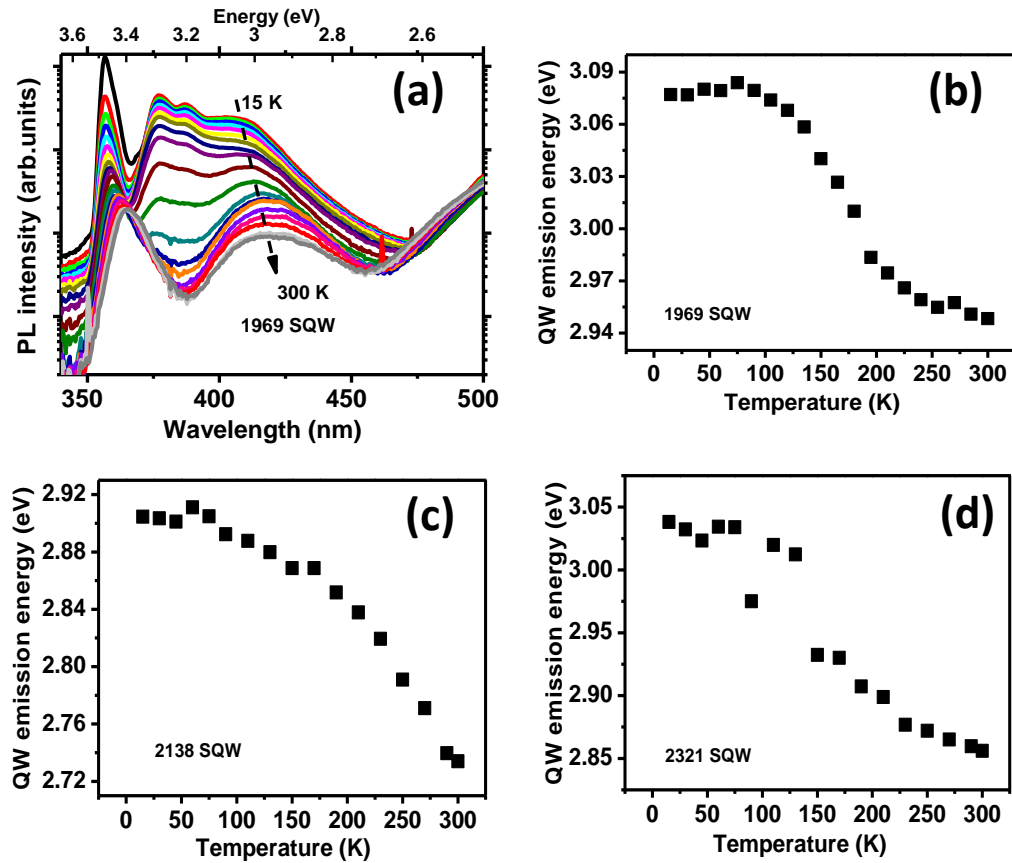 Energy (eV)
3.6 3.4 3.2 3 2.8 2.6
(a)
15 K
300 K
1969 SQW
PL intensity (arb.units)
350 400 450 500
Wavelength (nm)
(b)
3.09
3.06
3.03
3.00
2.97
2.94
QW emission energy (eV)
1969 SQW
0 50 100 150 200 250 300
Temperature (K)
(c)
2.92
2.88
2.84
2.80
2.76
2.72
QW emission energy (eV)
2138 SQW
0 50 100 150 200 250 300
Temperature (K)
(d)
3.05
3.00
2.95
2.90
2.85
QW emission energy (eV)
2321 SQW
0 50 100 150 200 250 300
Temperature (K)